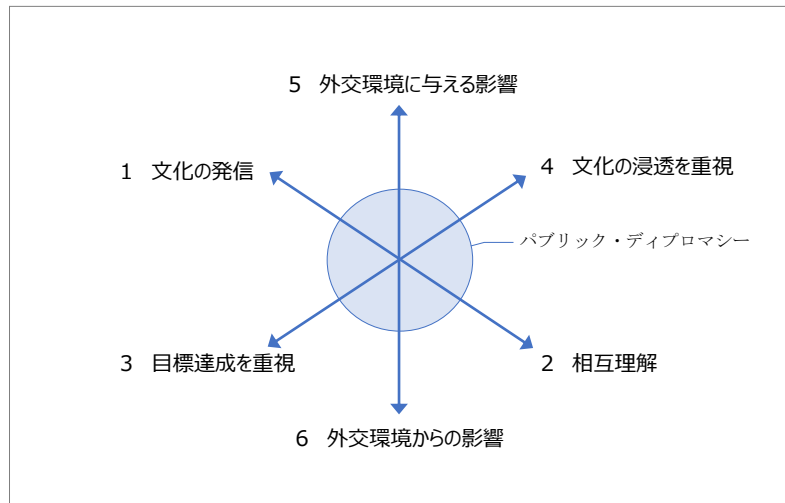 5 外交環境に与える影響
1 文化の発信
4 文化の浸透を重視
パブリック・ディプロマシー
3 目標達成を重視
2 相互理解
6 外交環境からの影響